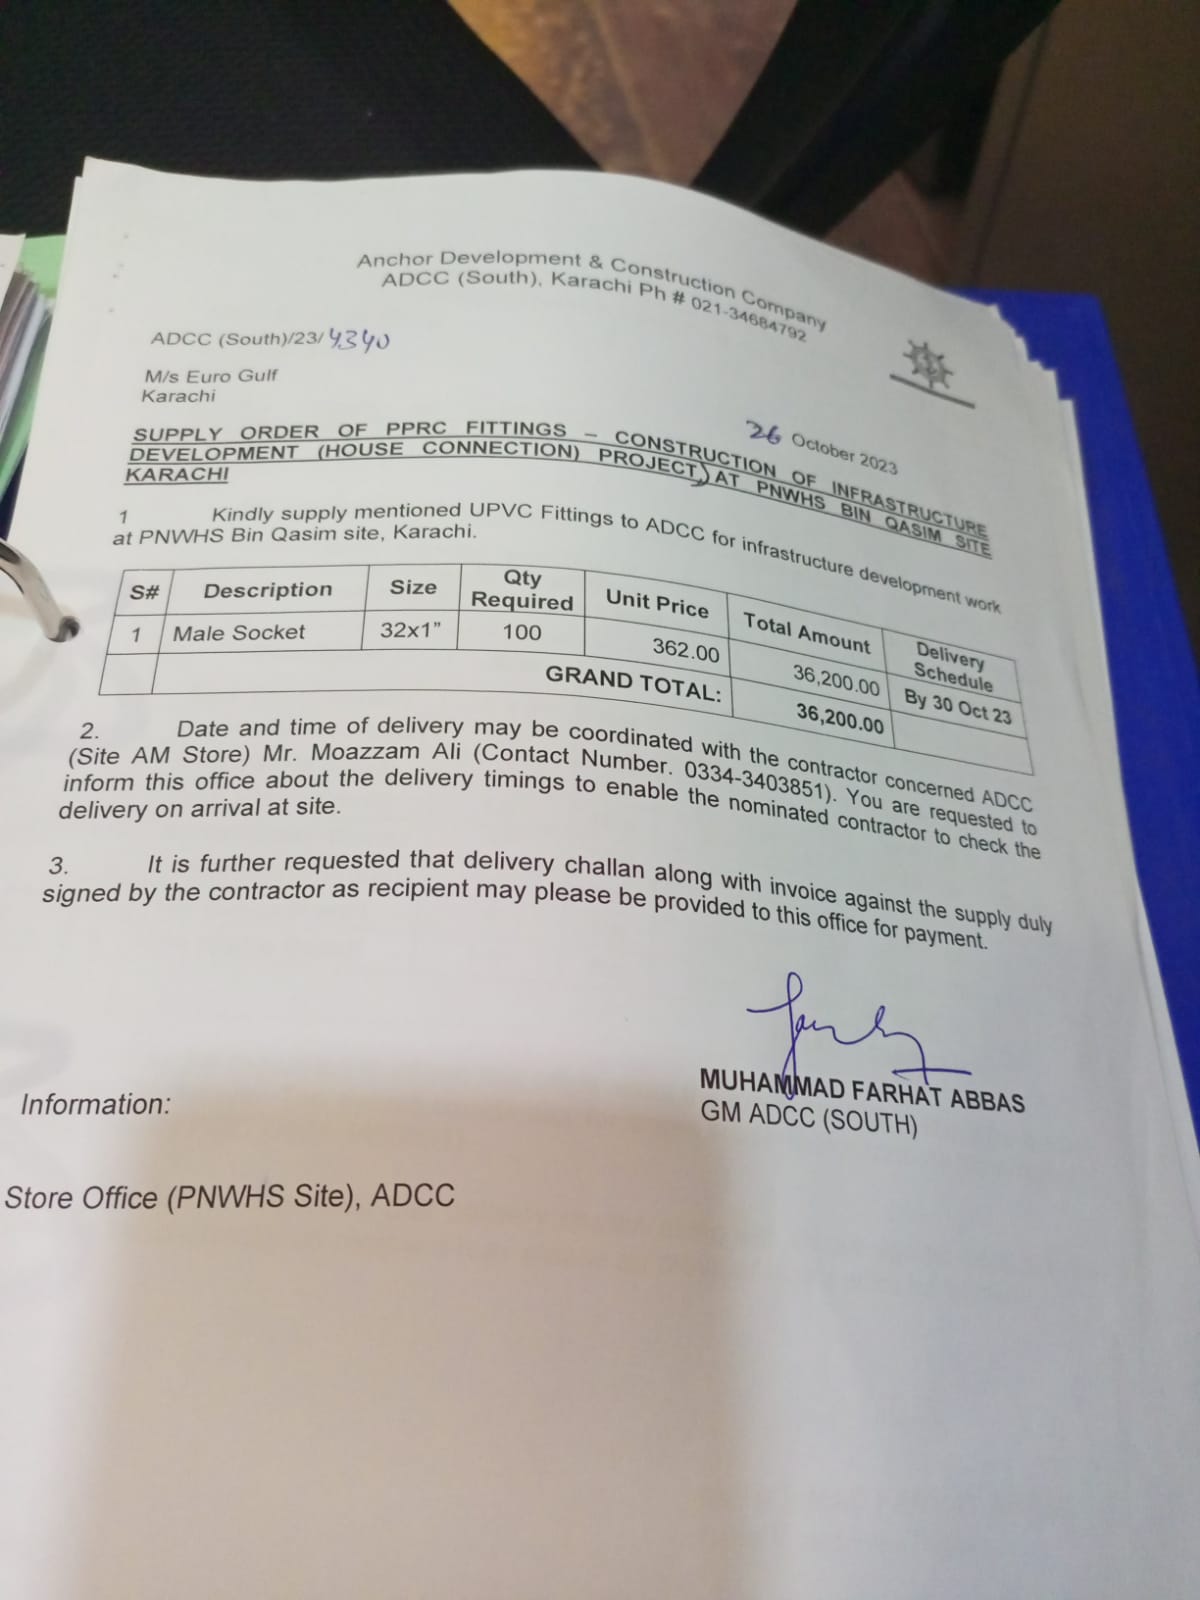 Anchor Development & Construction Company
ADCC (South), Karachi Ph # 021-34684792
ADCC (South)/23/4340
M/s Euro Gulf
Karachi
26 October 2023
SUPPLY ORDER OF PPRC FITTINGS – CONSTRUCTION OF INFRASTRUCTURE
DEVELOPMENT (HOUSE CONNECTION) PROJECT) AT PNWHS BIN QASIM SITE
KARACHI
1 Kindly supply mentioned UPVC Fittings to ADCC for infrastructure development work
at PNWHS Bin Qasim site, Karachi.
S# Description Size Qty Required Unit Price Total Amount Delivery Schedule
1 Male Socket 32x1” 100 362.00 36,200.00 By 30 Oct 23
GRAND TOTAL: 36,200.00
2. Date and time of delivery may be coordinated with the contractor concerned ADCC
(Site AM Store) Mr. Moazzam Ali (Contact Number. 0334-3403851). You are requested to
inform this office about the delivery timings to enable the nominated contractor to check the
delivery on arrival at site.
3. It is further requested that delivery challan along with invoice against the supply duly
signed by the contractor as recipient may please be provided to this office for payment.
MUHAMMAD FARHAT ABBAS
GM ADCC (SOUTH)
Information:
Store Office (PNWHS Site), ADCC